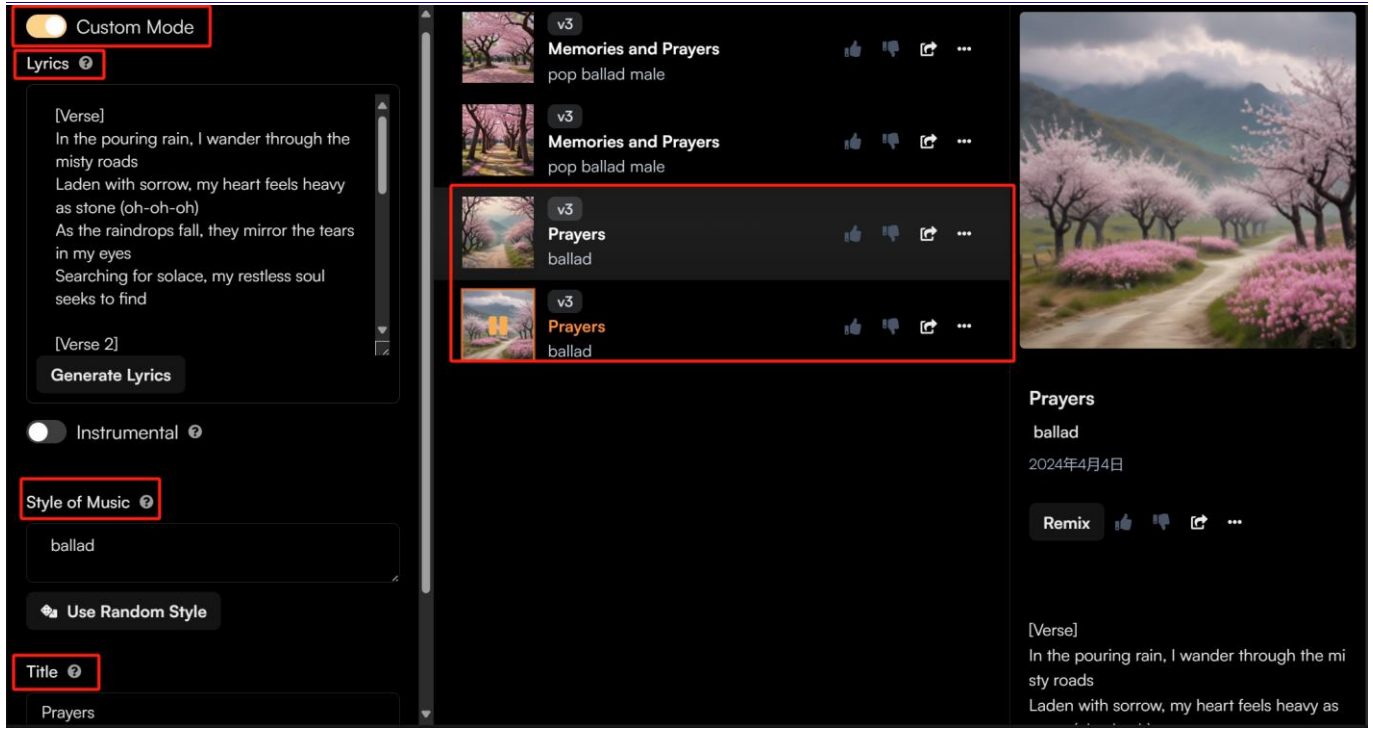 Custom Mode
Lyrics
[Verse]
In the pouring rain, I wander through the
misty roads
Laden with sorrow, my heart feels heavy
as stone (oh-oh-oh)
As the raindrops fall, they mirror the tears
in my eyes
Searching for solace, my restless soul
seeks to find
[Verse 2]
Generate Lyrics
Instrumental
Style of Music
ballad
Use Random Style
Title
Prayers
v3
Memories and Prayers
pop ballad male
v3
Memories and Prayers
pop ballad male
v3
Prayers
ballad
v3
Prayers
ballad
Prayers
ballad
2024年4月4日
Remix
[Verse]
In the pouring rain, I wander through the mi
sty roads
Laden with sorrow, my heart feels heavy as